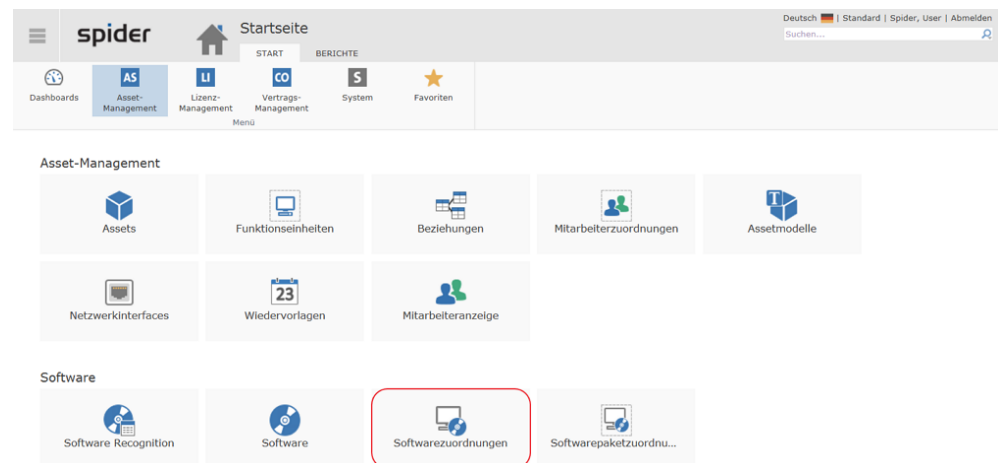 Deutsch | Standard | Spider, User | Abmelden
spider
Startseite
Suchen...
START BERICHTE
AS LI CO S
Dashboards Asset-Management Lizenz-Management Vertrags-Management System Favoriten
Menü
Asset-Management
T
Assets Funktionseinheiten Beziehungen Mitarbeiterzuordnungen Assetmodelle
23
Netzwerkinterfaces Wiedervorlagen Mitarbeiteranzeige
Software
Software Recognition Software Softwarezuordnungen Softwarepaketzuordnu...